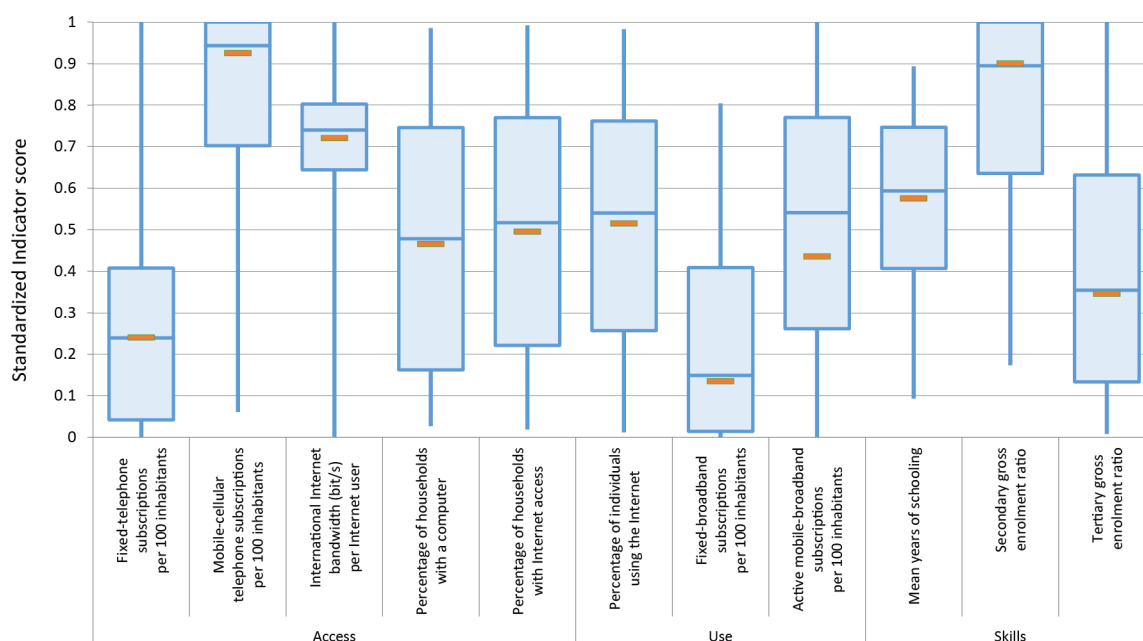 Standardized Indicator score
1
0.9
0.8
0.7
0.6
0.5
0.4
0.3
0.2
0.1
0
Fixed-telephone
subscriptions
per 100 inhabitants
Mobile-cellular
telephone subscriptions
per 100 inhabitants
International Internet
bandwidth (bit/s)
per Internet user
Percentage of households
with a computer
Percentage of households
with Internet access
Percentage of individuals
using the Internet
Fixed-broadband
subscriptions
per 100 inhabitants
Active mobile-broadband
subscriptions
per 100 inhabitants
Mean years of schooling
Secondary gross
enrolment ratio
Tertiary gross
enrolment ratio
Access
Use
Skills